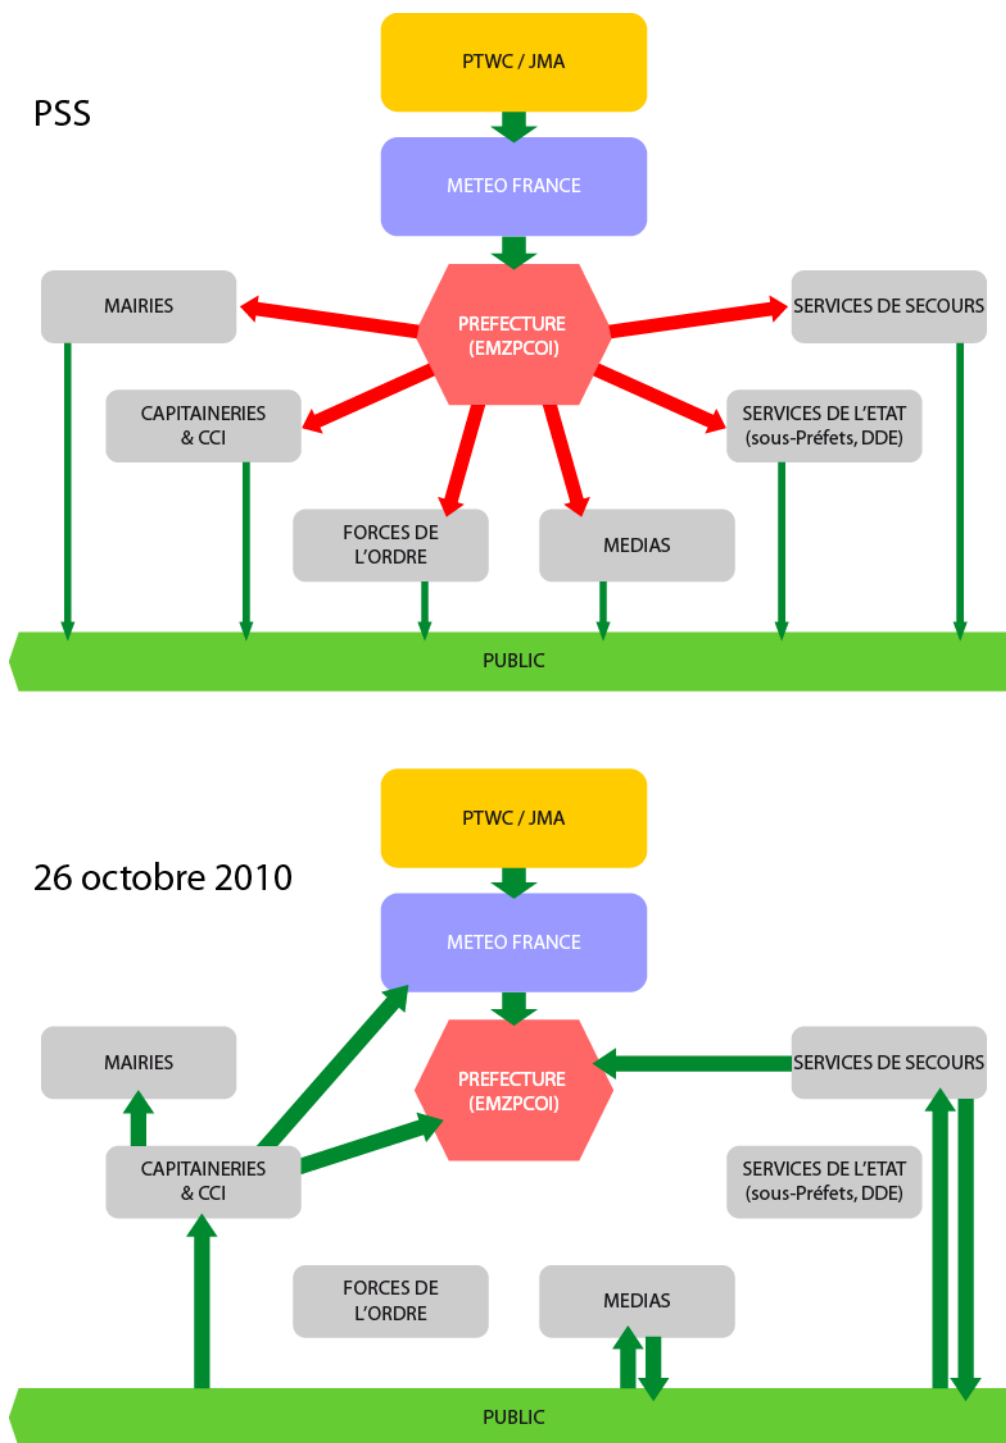 PTWC / JMA
PSS
METEO FRANCE
MAIRIES
PREFECTURE
(EMZPCOI)
SERVICES DE SECOURS
CAPITAINERIES
& CCI
SERVICES DE L'ETAT
(sous-Préfets, DDE)
FORCES DE
L'ORDRE
MEDIAS
PUBLIC
PTWC / JMA
26 octobre 2010
METEO FRANCE
MAIRIES
PREFECTURE
(EMZPCOI)
SERVICES DE SECOURS
CAPITAINERIES
& CCI
SERVICES DE L'ETAT
(sous-Préfets, DDE)
FORCES DE
L'ORDRE
MEDIAS
PUBLIC